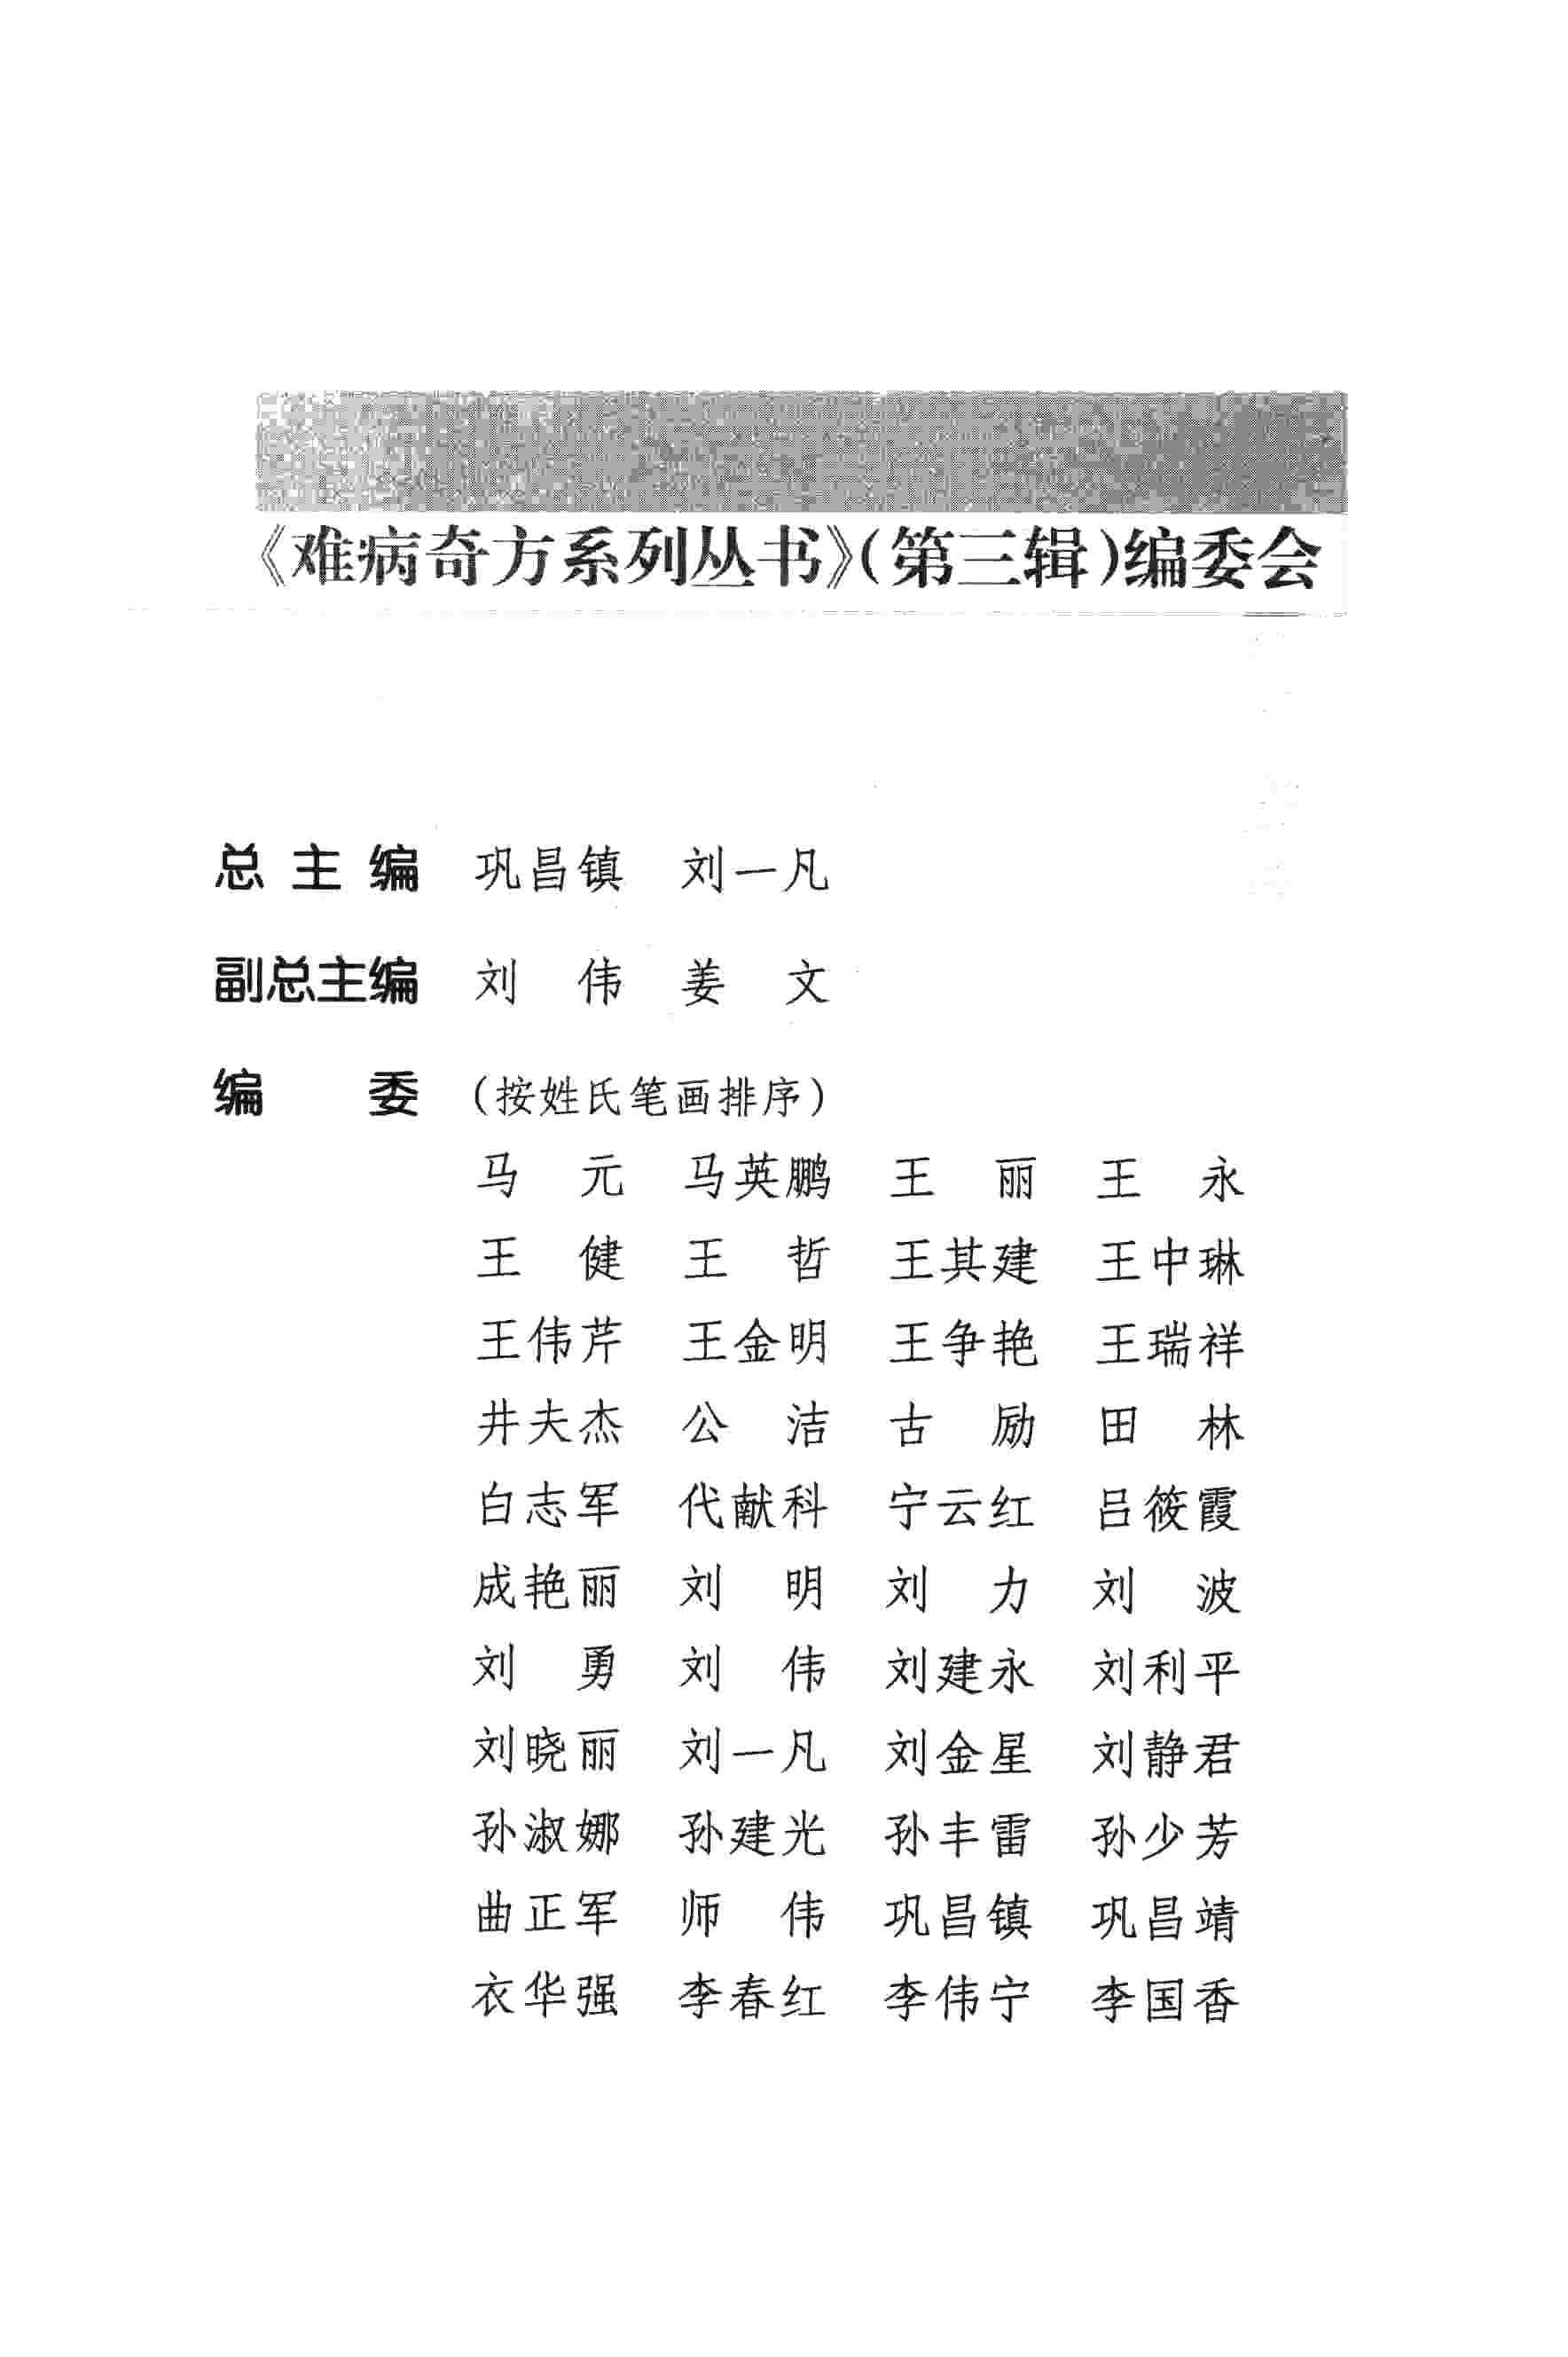 《难病奇方系列丛书》(第三辑)编委会
总主编 巩昌镇 刘一凡
副总主编 刘伟 姜文
编委 (按姓氏笔画排序)
马元 马英鹏 王丽 王永
王健 王哲 王其建 王中琳
王伟芹 王金明 王争艳 王瑞祥
井夫杰 公洁 古励 田林
白志军 代献科 宁云红 吕筱霞
成艳丽 刘明 刘力 刘波
刘勇 刘伟 刘建永 刘利平
刘晓丽 刘一凡 刘金星 刘静君
孙淑娜 孙建光 孙丰雷 孙少芳
曲正军 师伟 巩昌镇 巩昌靖
衣华强 李春红 李伟宁 李国香